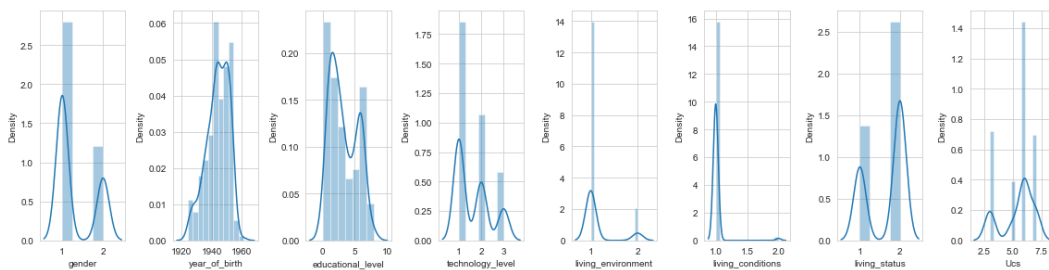 Density
2.5
2.0
1.5
1.0
0.5
0.0
1 2
gender
Density
0.06
0.05
0.04
0.03
0.02
0.01
0.00
1920 1940 1960
year_of_birth
Density
0.20
0.15
0.10
0.05
0.00
0 5 10
educational_level
Density
1.75
1.50
1.25
1.00
0.75
0.50
0.25
0.00
1 2 3
technology_level
Density
14
12
10
8
6
4
2
0
1 2
living_environment
Density
16
14
12
10
8
6
4
2
0
1.0 1.5 2.0
living_conditions
Density
2.5
2.0
1.5
1.0
0.5
0.0
1 2
living_status
Density
1.4
1.2
1.0
0.8
0.6
0.4
0.2
0.0
2.5 5.0 7.5
Ucs